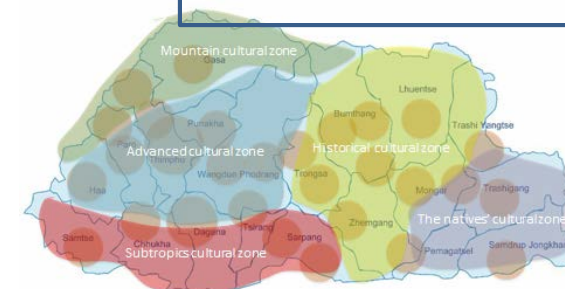 Mountain cultural zone
Gasa
Lhuentse
Bumthang
Punakha
Trashi Yangtse
Paro
Thimphu
Advanced cultural zone
Historical cultural zone
Wangdue Phodrang
Trongsa
Haa
Mongar
Trashigang
The natives' cultural zone
Zhemgang
Dagana
Tsirang
Sarpang
Samtse
Chhukha
Subtropics cultural zone
Pemagatsel
Samdrup Jongkhar